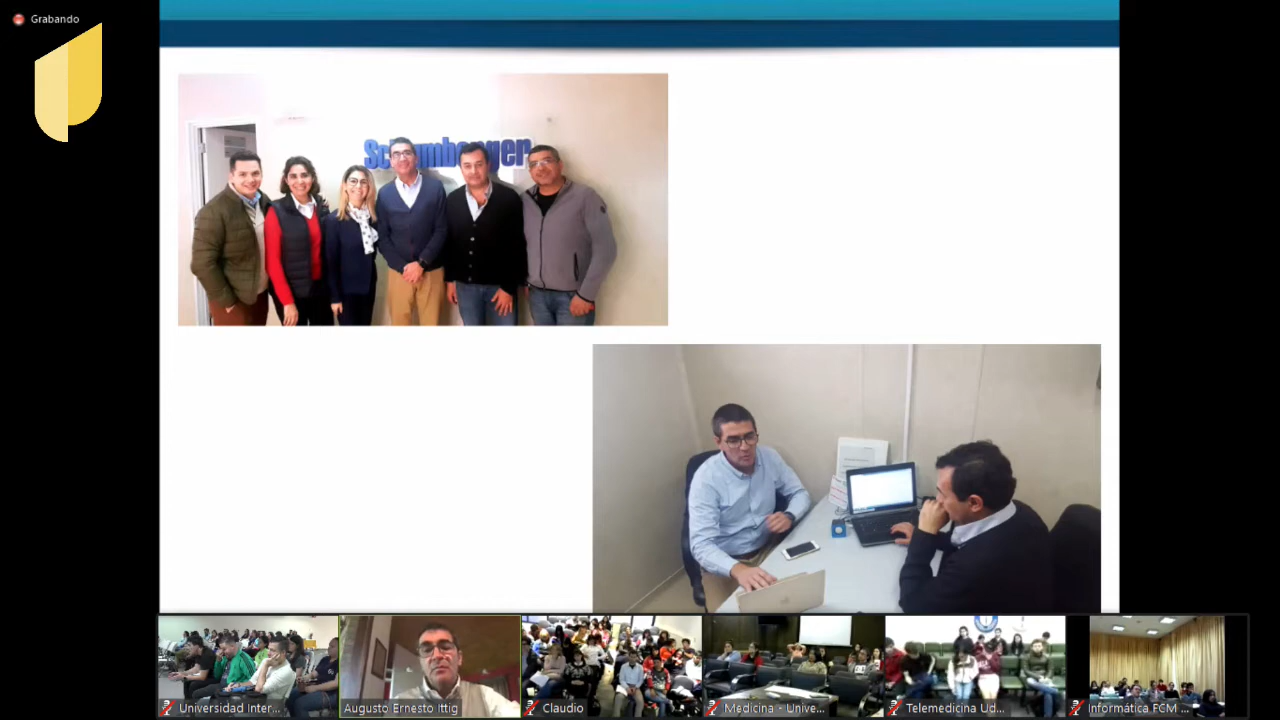 Grabando
Schlumberger
Universidad Inter...
Augusto Ernesto Ittig
Claudio
Medicina - Unive...
Telemedicina Ud...
Informática FCM ...